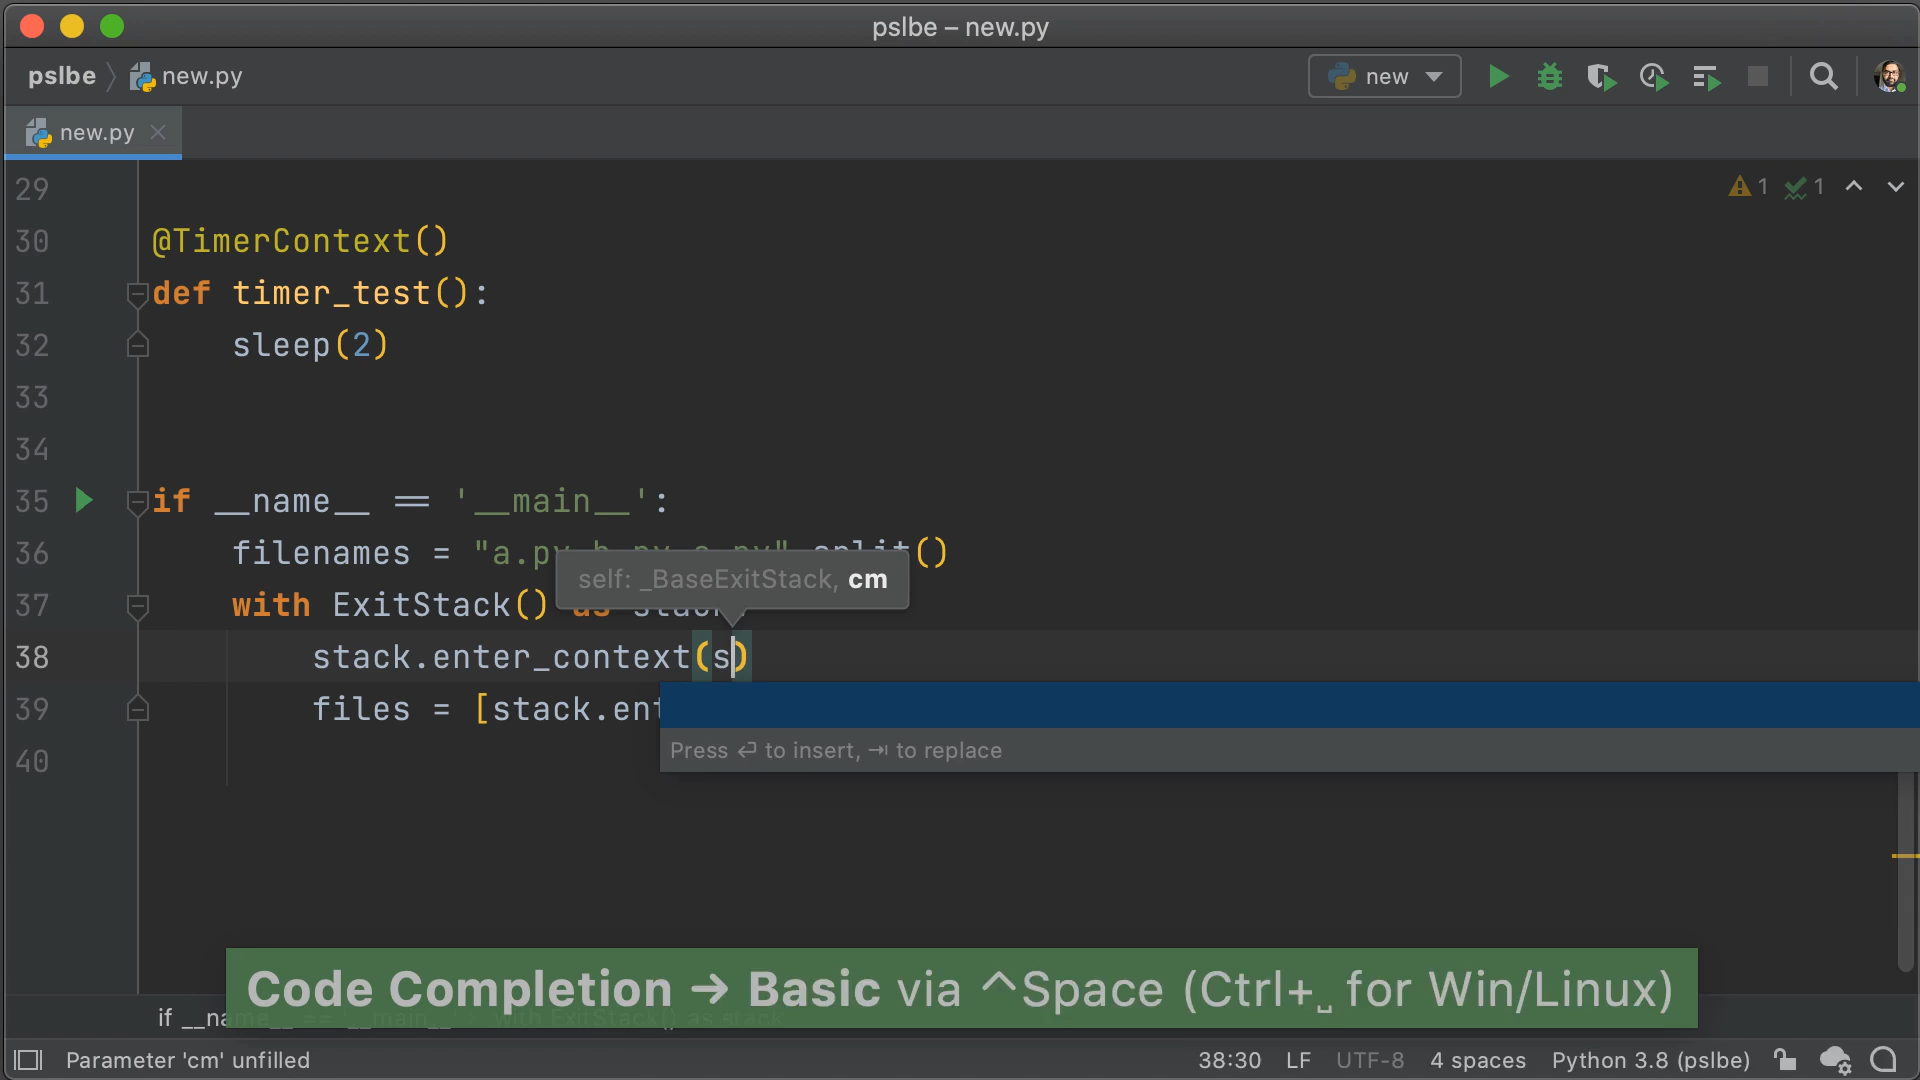 pslbe – new.py
pslbe new.py new
new.py
29 1 1
30 @TimerContext()
31 def timer_test():
32 sleep(2)
33
34
35 if __name__ == '__main__':
36 filenames = "a.py b.py c.py".split()
self: _BaseExitStack, cm
37 with ExitStack() as stack:
38 stack.enter_context(s)
39 files = [stack.ent
Press ⏎ to insert, ⇥ to replace
40
Code Completion → Basic via ^Space (Ctrl+␣ for Win/Linux)
if __name__ == '__main__': with ExitStack() as stack
Parameter 'cm' unfilled 38:30 LF UTF-8 4 spaces Python 3.8 (pslbe)